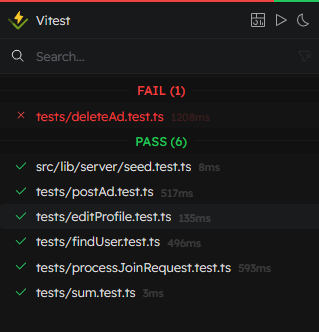 Vitest
Search...
FAIL (1)
tests/deleteAd.test.ts 1208ms
PASS (6)
src/lib/server/seed.test.ts 8ms
tests/postAd.test.ts 517ms
tests/editProfile.test.ts 135ms
tests/findUser.test.ts 496ms
tests/processJoinRequest.test.ts 593ms
tests/sum.test.ts 3ms